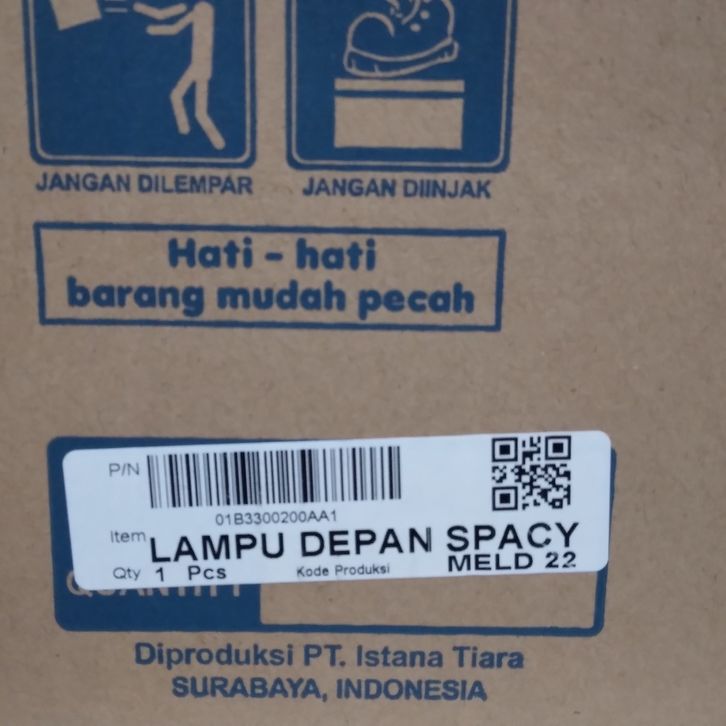 JANGAN DILEMPAR
JANGAN DIINJAK
Hati - hati
barang mudah pecah
P/N
01B3300200AA1
Item LAMPU DEPAN SPACY
Qty 1 Pcs Kode Produksi MELD 22
Diproduksi PT. Istana Tiara
SURABAYA, INDONESIA